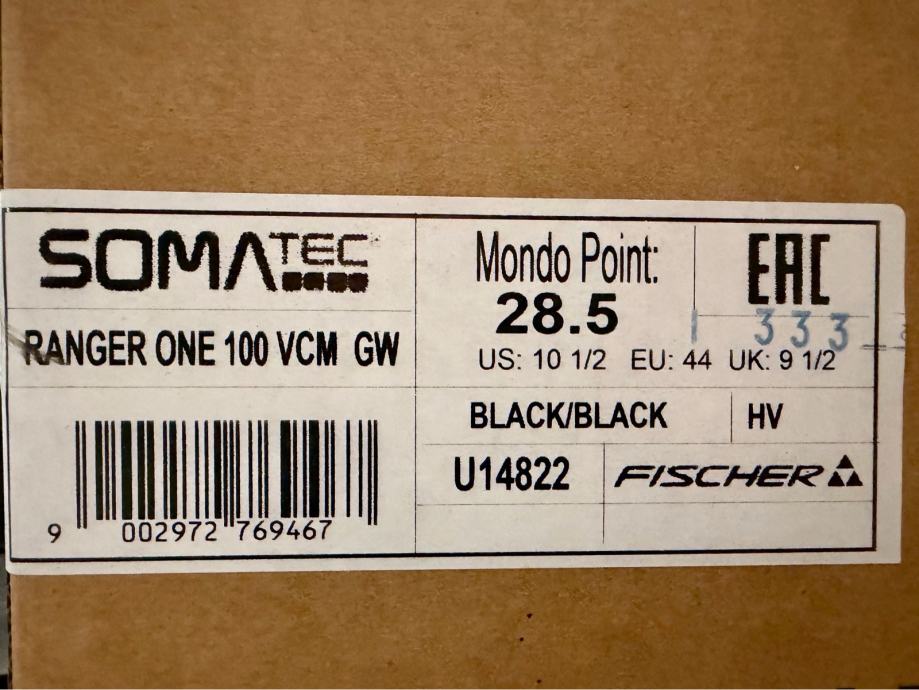 SOMATEC
RANGER ONE 100 VCM GW
9 002972 769467
Mondo Point:
28.5
EAC
333
US: 10 1/2 EU: 44 UK: 9 1/2
BLACK/BLACK
HV
U14822
FISCHER